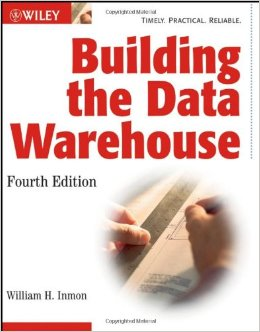 WILEY
TIMELY. PRACTICAL. RELIABLE.
Building
the Data
Warehouse
Fourth Edition
William H. Inmon